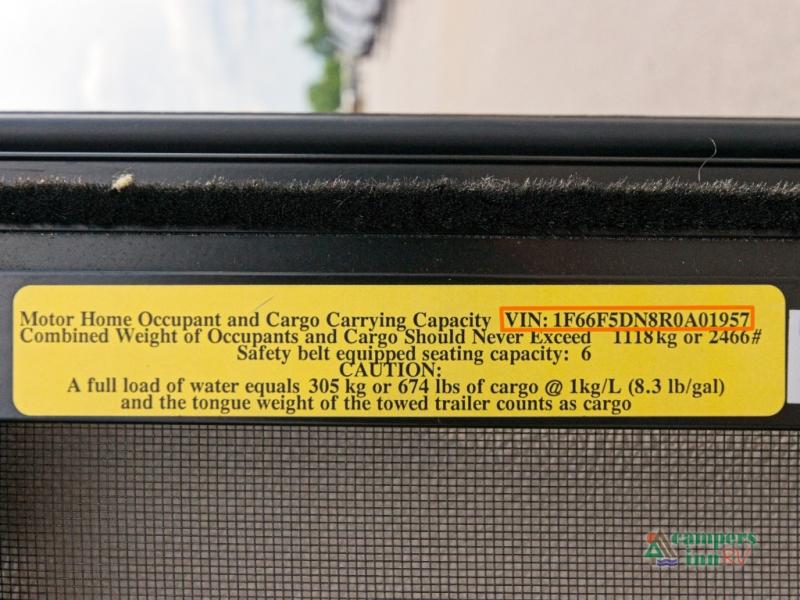 Motor Home Occupant and Cargo Carrying Capacity VIN: 1F66F5DN8R0A01957
Combined Weight of Occupants and Cargo Should Never Exceed 1118kg or 2466#
Safety belt equipped seating capacity: 6
CAUTION:
A full load of water equals 305 kg or 674 lbs of cargo @ 1kg/L (8.3 lb/gal)
and the tongue weight of the towed trailer counts as cargo
campers
inn RV